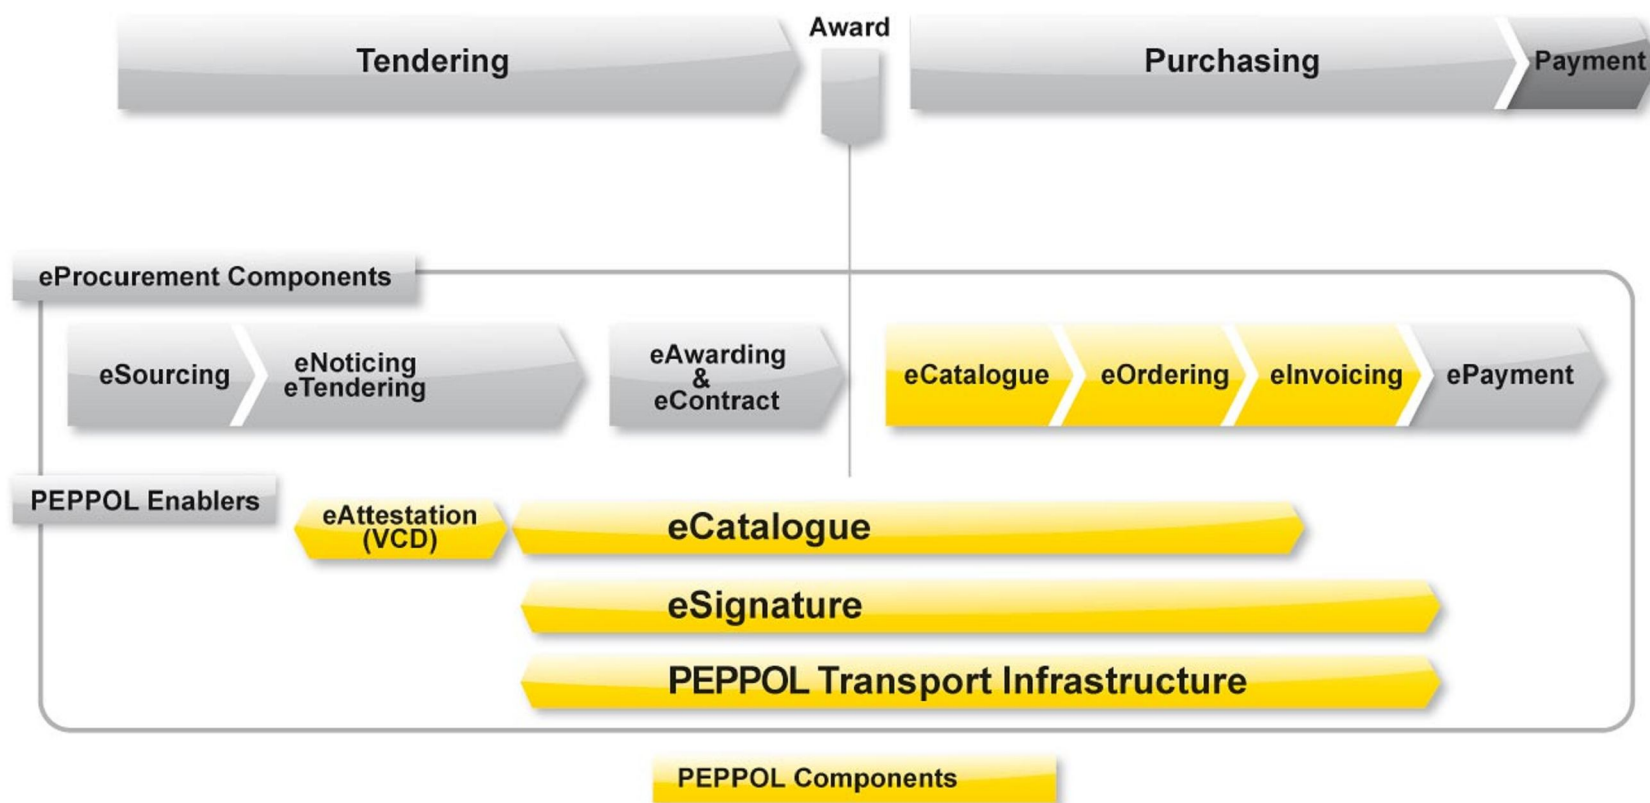 Award
Tendering
Purchasing
Payment
eProcurement Components
eSourcing
eNoticing
eTendering
eAwarding
&
eContract
eCatalogue
eOrdering
eInvoicing
ePayment
PEPPOL Enablers
eAttestation
(VCD)
eCatalogue
eSignature
PEPPOL Transport Infrastructure
PEPPOL Components